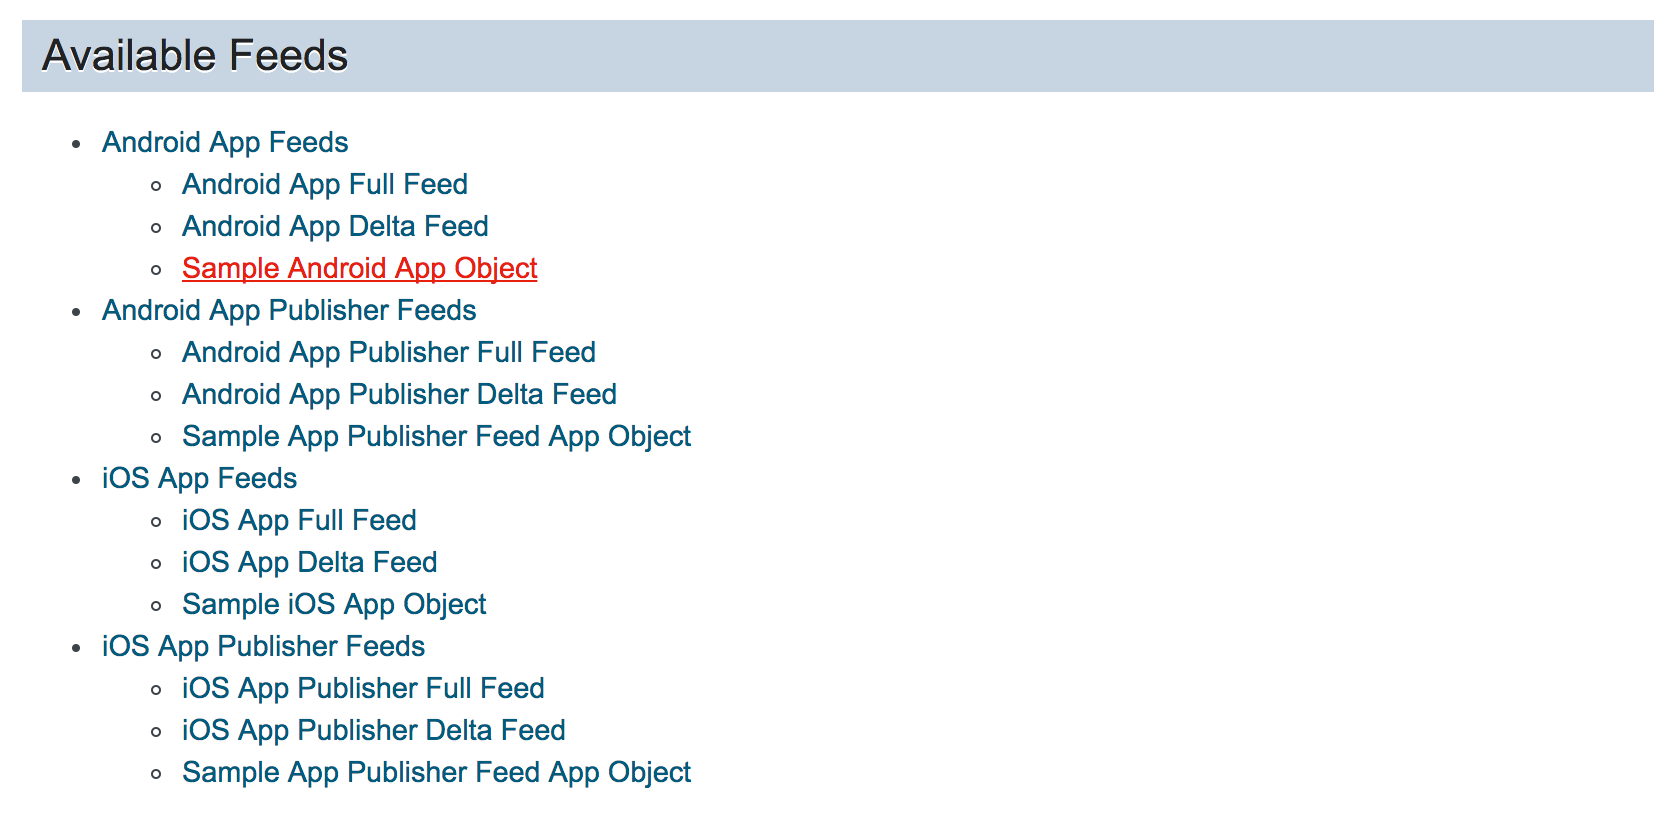 Available Feeds
Android App Feeds
Android App Full Feed
Android App Delta Feed
Sample Android App Object
Android App Publisher Feeds
Android App Publisher Full Feed
Android App Publisher Delta Feed
Sample App Publisher Feed App Object
iOS App Feeds
iOS App Full Feed
iOS App Delta Feed
Sample iOS App Object
iOS App Publisher Feeds
iOS App Publisher Full Feed
iOS App Publisher Delta Feed
Sample App Publisher Feed App Object